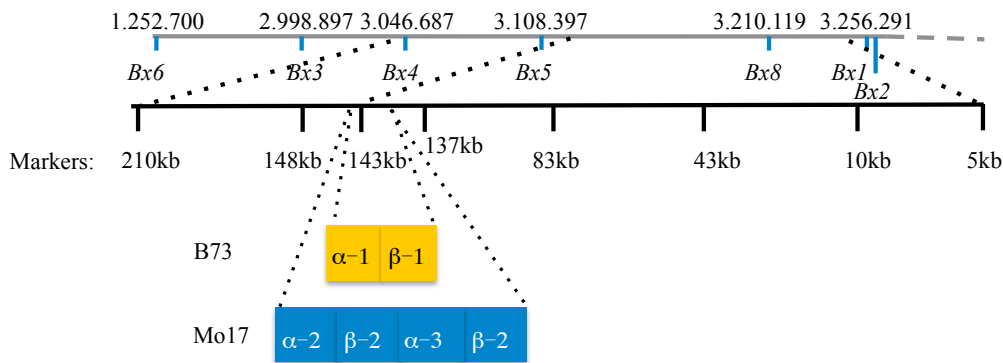 1.252.700 2.998.897 3.046.687 3.108.397 3.210.119 3.256.291
Bx6 Bx3 Bx4 Bx5 Bx8 Bx1
Bx2
Markers: 210kb 148kb 143kb 137kb 83kb 43kb 10kb 5kb
B73 α-1 β-1
Mo17 α-2 β-2 α-3 β-2